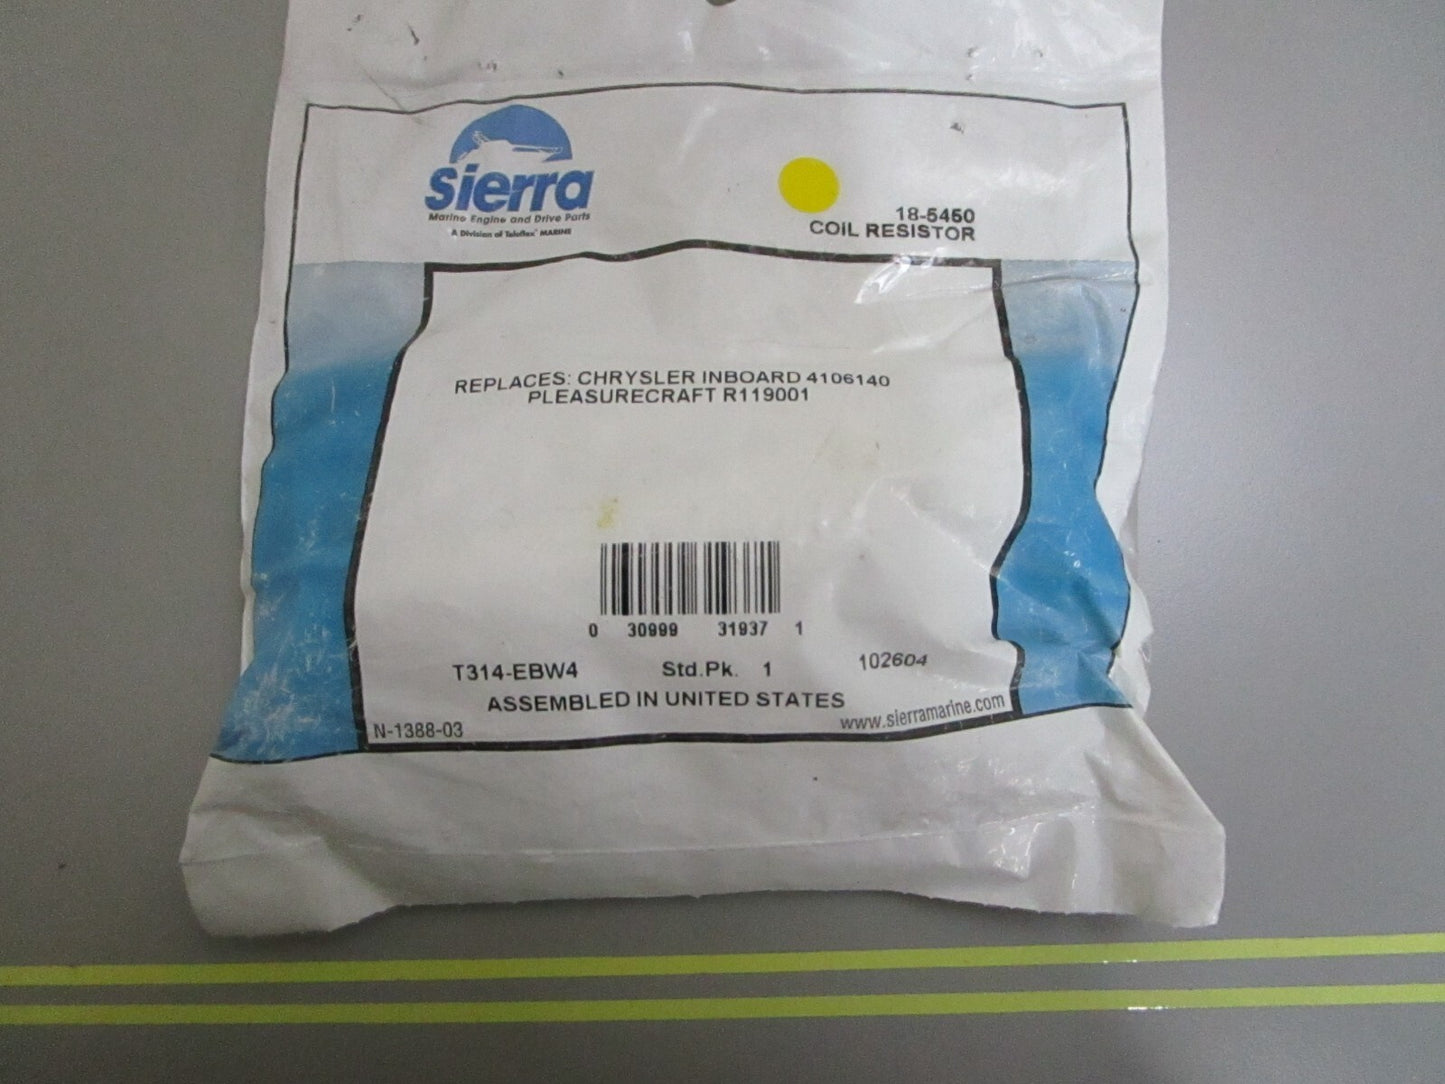 Sierra
Marine Engine and Drive Parts
A Division of Teleflex MARINE
18-5450
COIL RESISTOR
REPLACES: CHRYSLER INBOARD 4106140
PLEASURECRAFT R119001
0 30999 31937 1
T314-EBW4 Std.Pk. 1 102604
ASSEMBLED IN UNITED STATES
N-1388-03 www.sierramarine.com